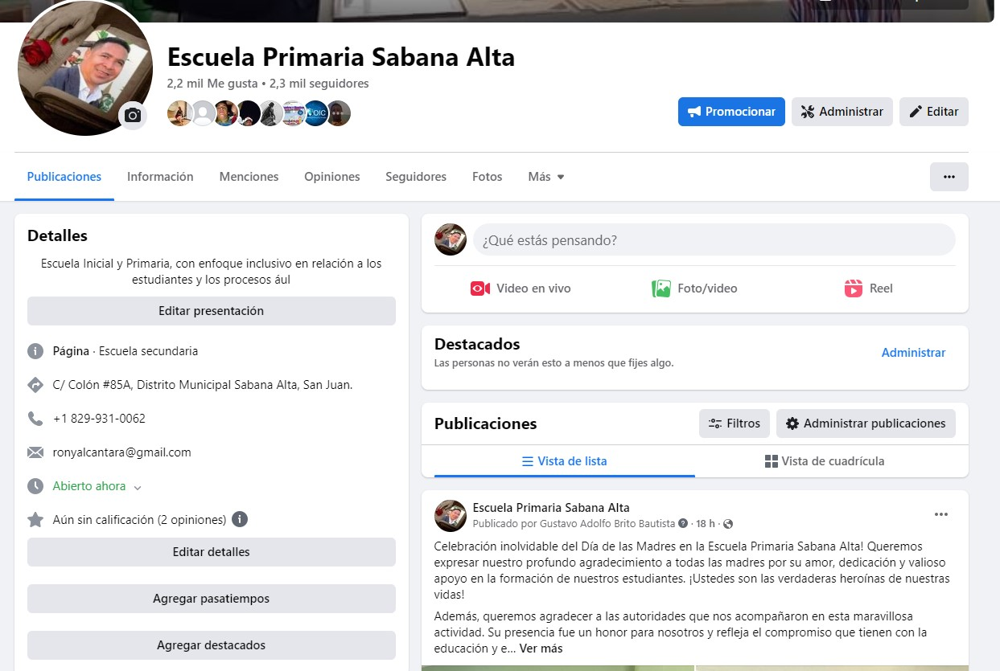 Escuela Primaria Sabana Alta
2,2 mil Me gusta • 2,3 mil seguidores
OIC
Promocionar
Administrar
Editar
Publicaciones
Información
Menciones
Opiniones
Seguidores
Fotos
Más
Detalles
Escuela Inicial y Primaria, con enfoque inclusivo en relación a los
estudiantes y los procesos ául
Editar presentación
Página · Escuela secundaria
C/ Colón #85A, Distrito Municipal Sabana Alta, San Juan.
+1 829-931-0062
ronyalcantara@gmail.com
Abierto ahora
Aún sin calificación (2 opiniones)
Editar detalles
Agregar pasatiempos
Agregar destacados
¿Qué estás pensando?
Video en vivo
Foto/video
Reel
Destacados
Las personas no verán esto a menos que fijes algo.
Administrar
Publicaciones
Filtros
Administrar publicaciones
Vista de lista
Vista de cuadrícula
Escuela Primaria Sabana Alta
Publicado por Gustavo Adolfo Brito Bautista · 18 h ·
Celebración inolvidable del Día de las Madres en la Escuela Primaria Sabana Alta! Queremos
expresar nuestro profundo agradecimiento a todas las madres por su amor, dedicación y valioso
apoyo en la formación de nuestros estudiantes. ¡Ustedes son las verdaderas heroínas de nuestras
vidas!
Además, queremos agradecer a las autoridades que nos acompañaron en esta maravillosa
actividad. Su presencia fue un honor para nosotros y refleja el compromiso que tienen con la
educación y e... Ver más